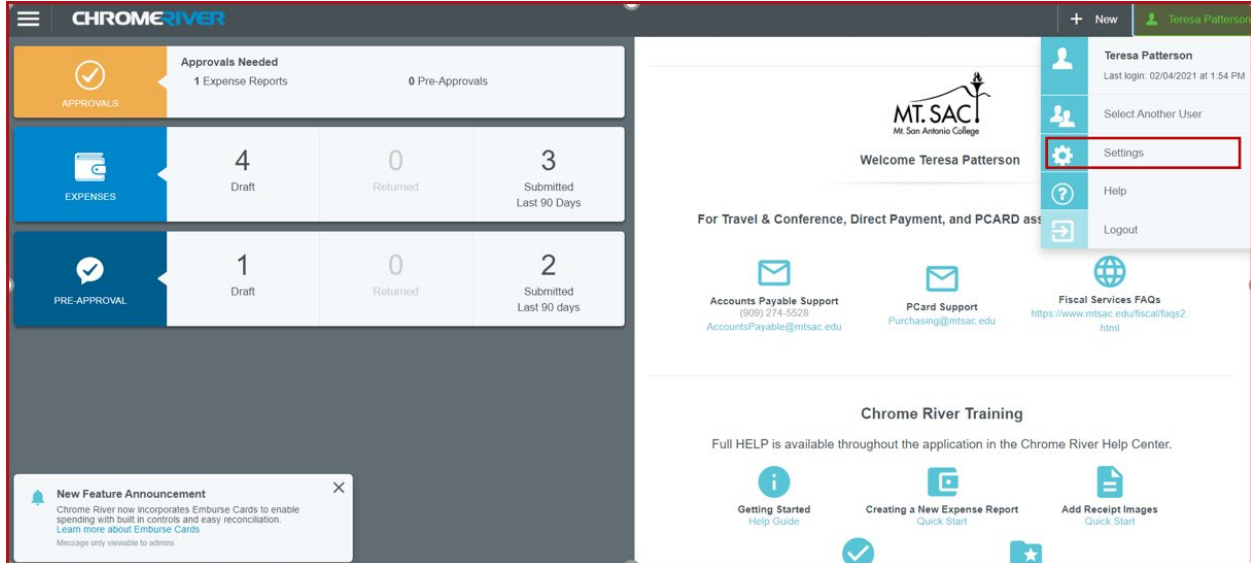 CHROMERIVER
+ New
Teresa Patterson
APPROVALS
Approvals Needed
1 Expense Reports
0 Pre-Approvals
EXPENSES
4
Draft
0
Returned
3
Submitted
Last 90 Days
PRE-APPROVAL
1
Draft
0
Returned
2
Submitted
Last 90 days
New Feature Announcement
Chrome River now incorporates Emburse Cards to enable
spending with built in controls and easy reconciliation.
Learn more about Emburse Cards
Message only viewable to admins
Teresa Patterson
Last login: 02/04/2021 at 1:54 PM
Select Another User
Settings
Help
Logout
MT. SAC
Mt. San Antonio College
Welcome Teresa Patterson
For Travel & Conference, Direct Payment, and PCARD
Accounts Payable Support
(909) 274-5528
AccountsPayable@mtsac.edu
PCard Support
Purchasing@mtsac.edu
Fiscal Services FAQs
https://www.mtsac.edu/fiscal/faqs2.
html
Chrome River Training
Full HELP is available throughout the application in the Chrome River Help Center.
Getting Started
Help Guide
Creating a New Expense Report
Quick Start
Add Receipt Images
Quick Start